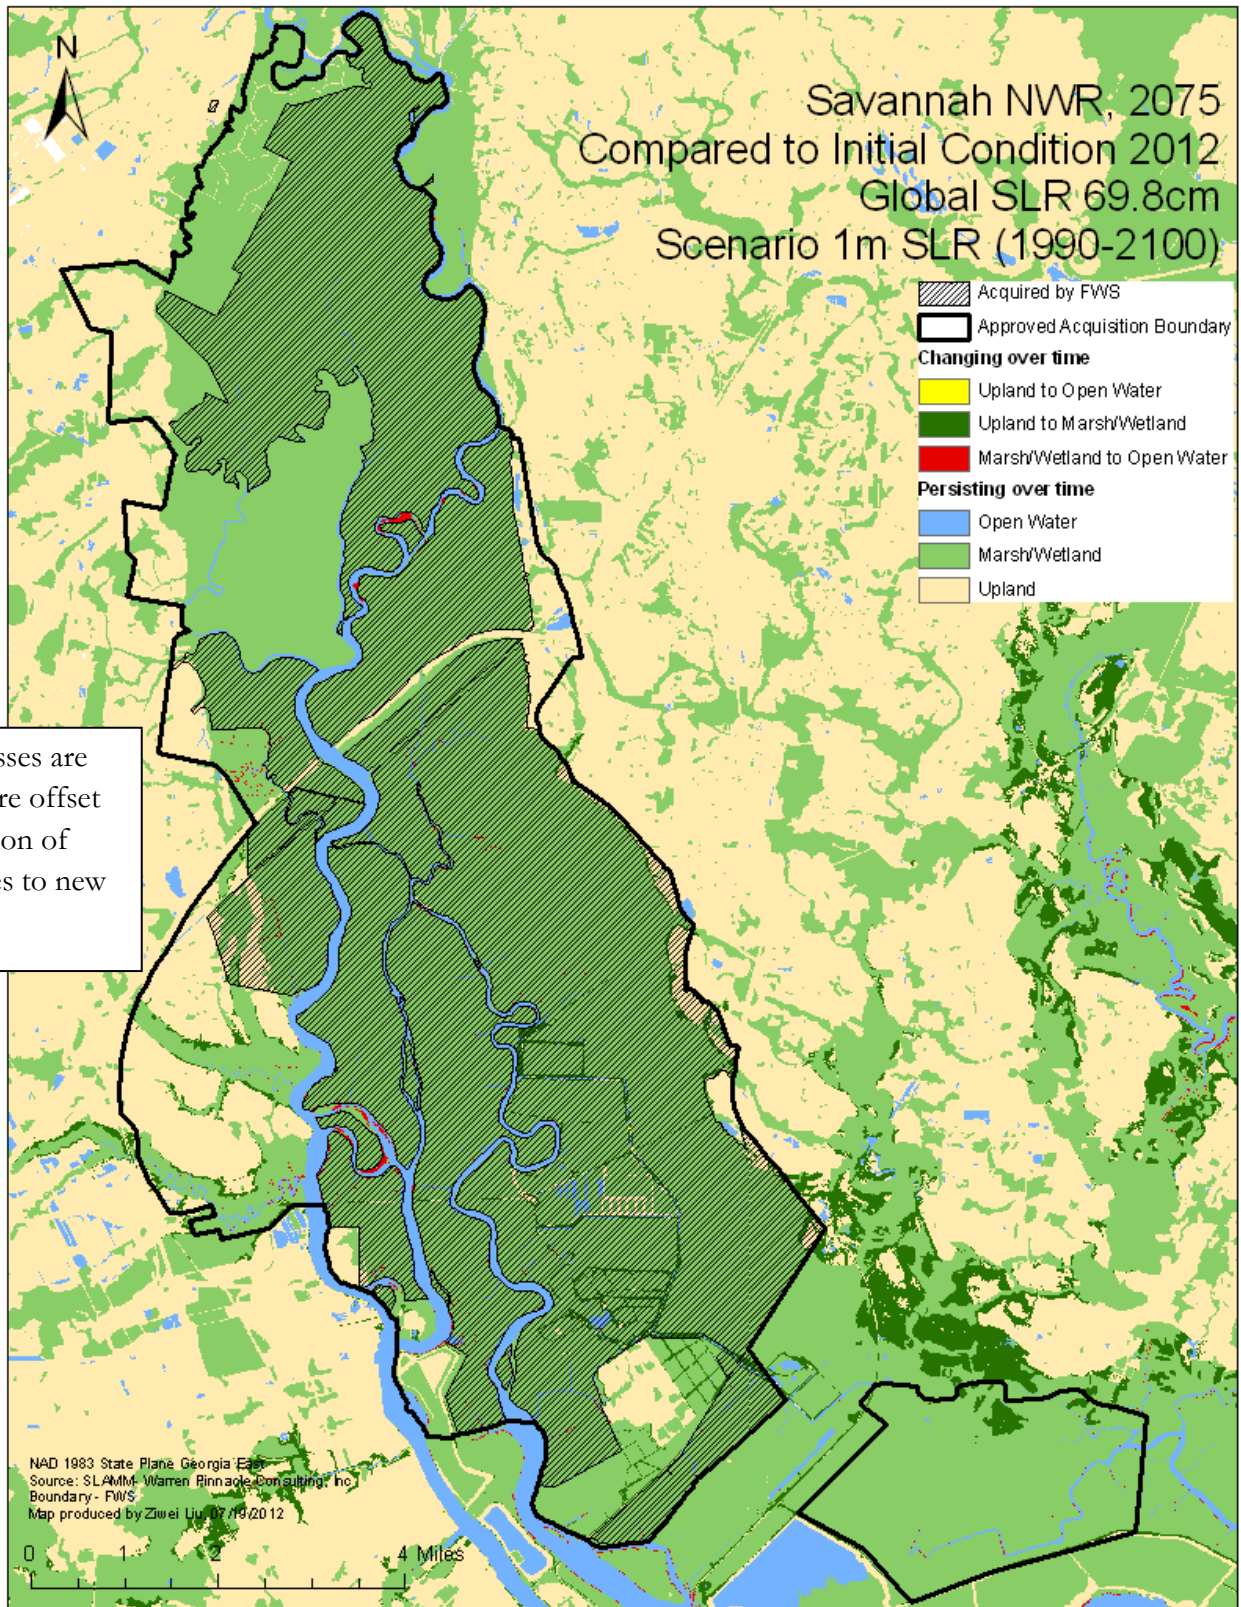 N
Savannah NWR, 2075
Compared to Initial Condition 2012
Global SLR 69.8cm
Scenario 1m SLR (1990-2100)
Acquired by FWS
Approved Acquisition Boundary
Changing over time
Upland to Open Water
Upland to Marsh/Wetland
Marsh/Wetland to Open Water
Persisting over time
Open Water
Marsh/Wetland
Upland
sses are
re offset
on of
es to new
NAD 1983 State Plane Georgia East
Source: SLAMM- Warren Pinnacle Consulting, Inc
Boundary - FWS
Map produced by Ziwei Liu, 07/19/2012
0 1 2 4 Miles